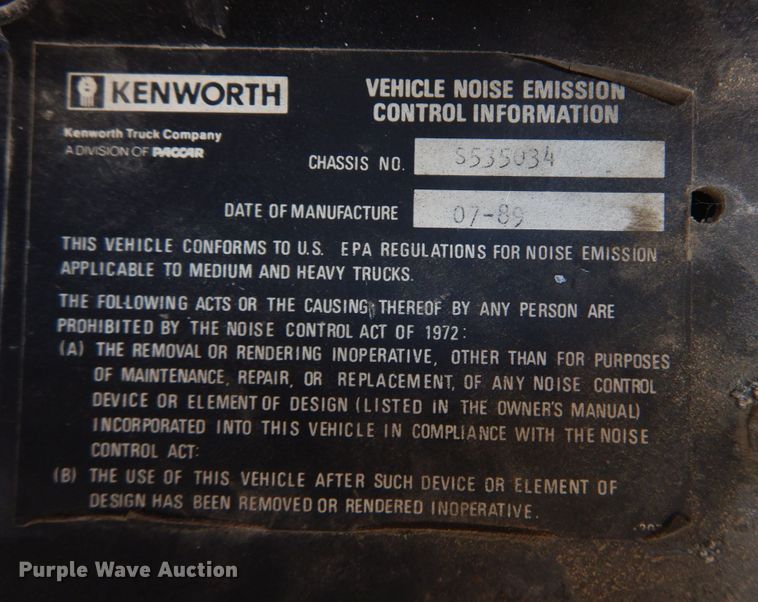 KENWORTH
Kenworth Truck Company
A DIVISION OF PACCAR
VEHICLE NOISE EMISSION
CONTROL INFORMATION
CHASSIS NO. S535034
DATE OF MANUFACTURE 07-89
THIS VEHICLE CONFORMS TO U.S. EPA REGULATIONS FOR NOISE EMISSION
APPLICABLE TO MEDIUM AND HEAVY TRUCKS.
THE FOLLOWING ACTS OR THE CAUSING THEREOF BY ANY PERSON ARE
PROHIBITED BY THE NOISE CONTROL ACT OF 1972:
(A) THE REMOVAL OR RENDERING INOPERATIVE, OTHER THAN FOR PURPOSES
OF MAINTENANCE, REPAIR, OR REPLACEMENT, OF ANY NOISE CONTROL
DEVICE OR ELEMENT OF DESIGN (LISTED IN THE OWNER'S MANUAL)
INCORPORATED INTO THIS VEHICLE IN COMPLIANCE WITH THE NOISE
CONTROL ACT:
(B) THE USE OF THIS VEHICLE AFTER SUCH DEVICE OR ELEMENT OF
DESIGN HAS BEEN REMOVED OR RENDERED INOPERATIVE.
Purple Wave Auction